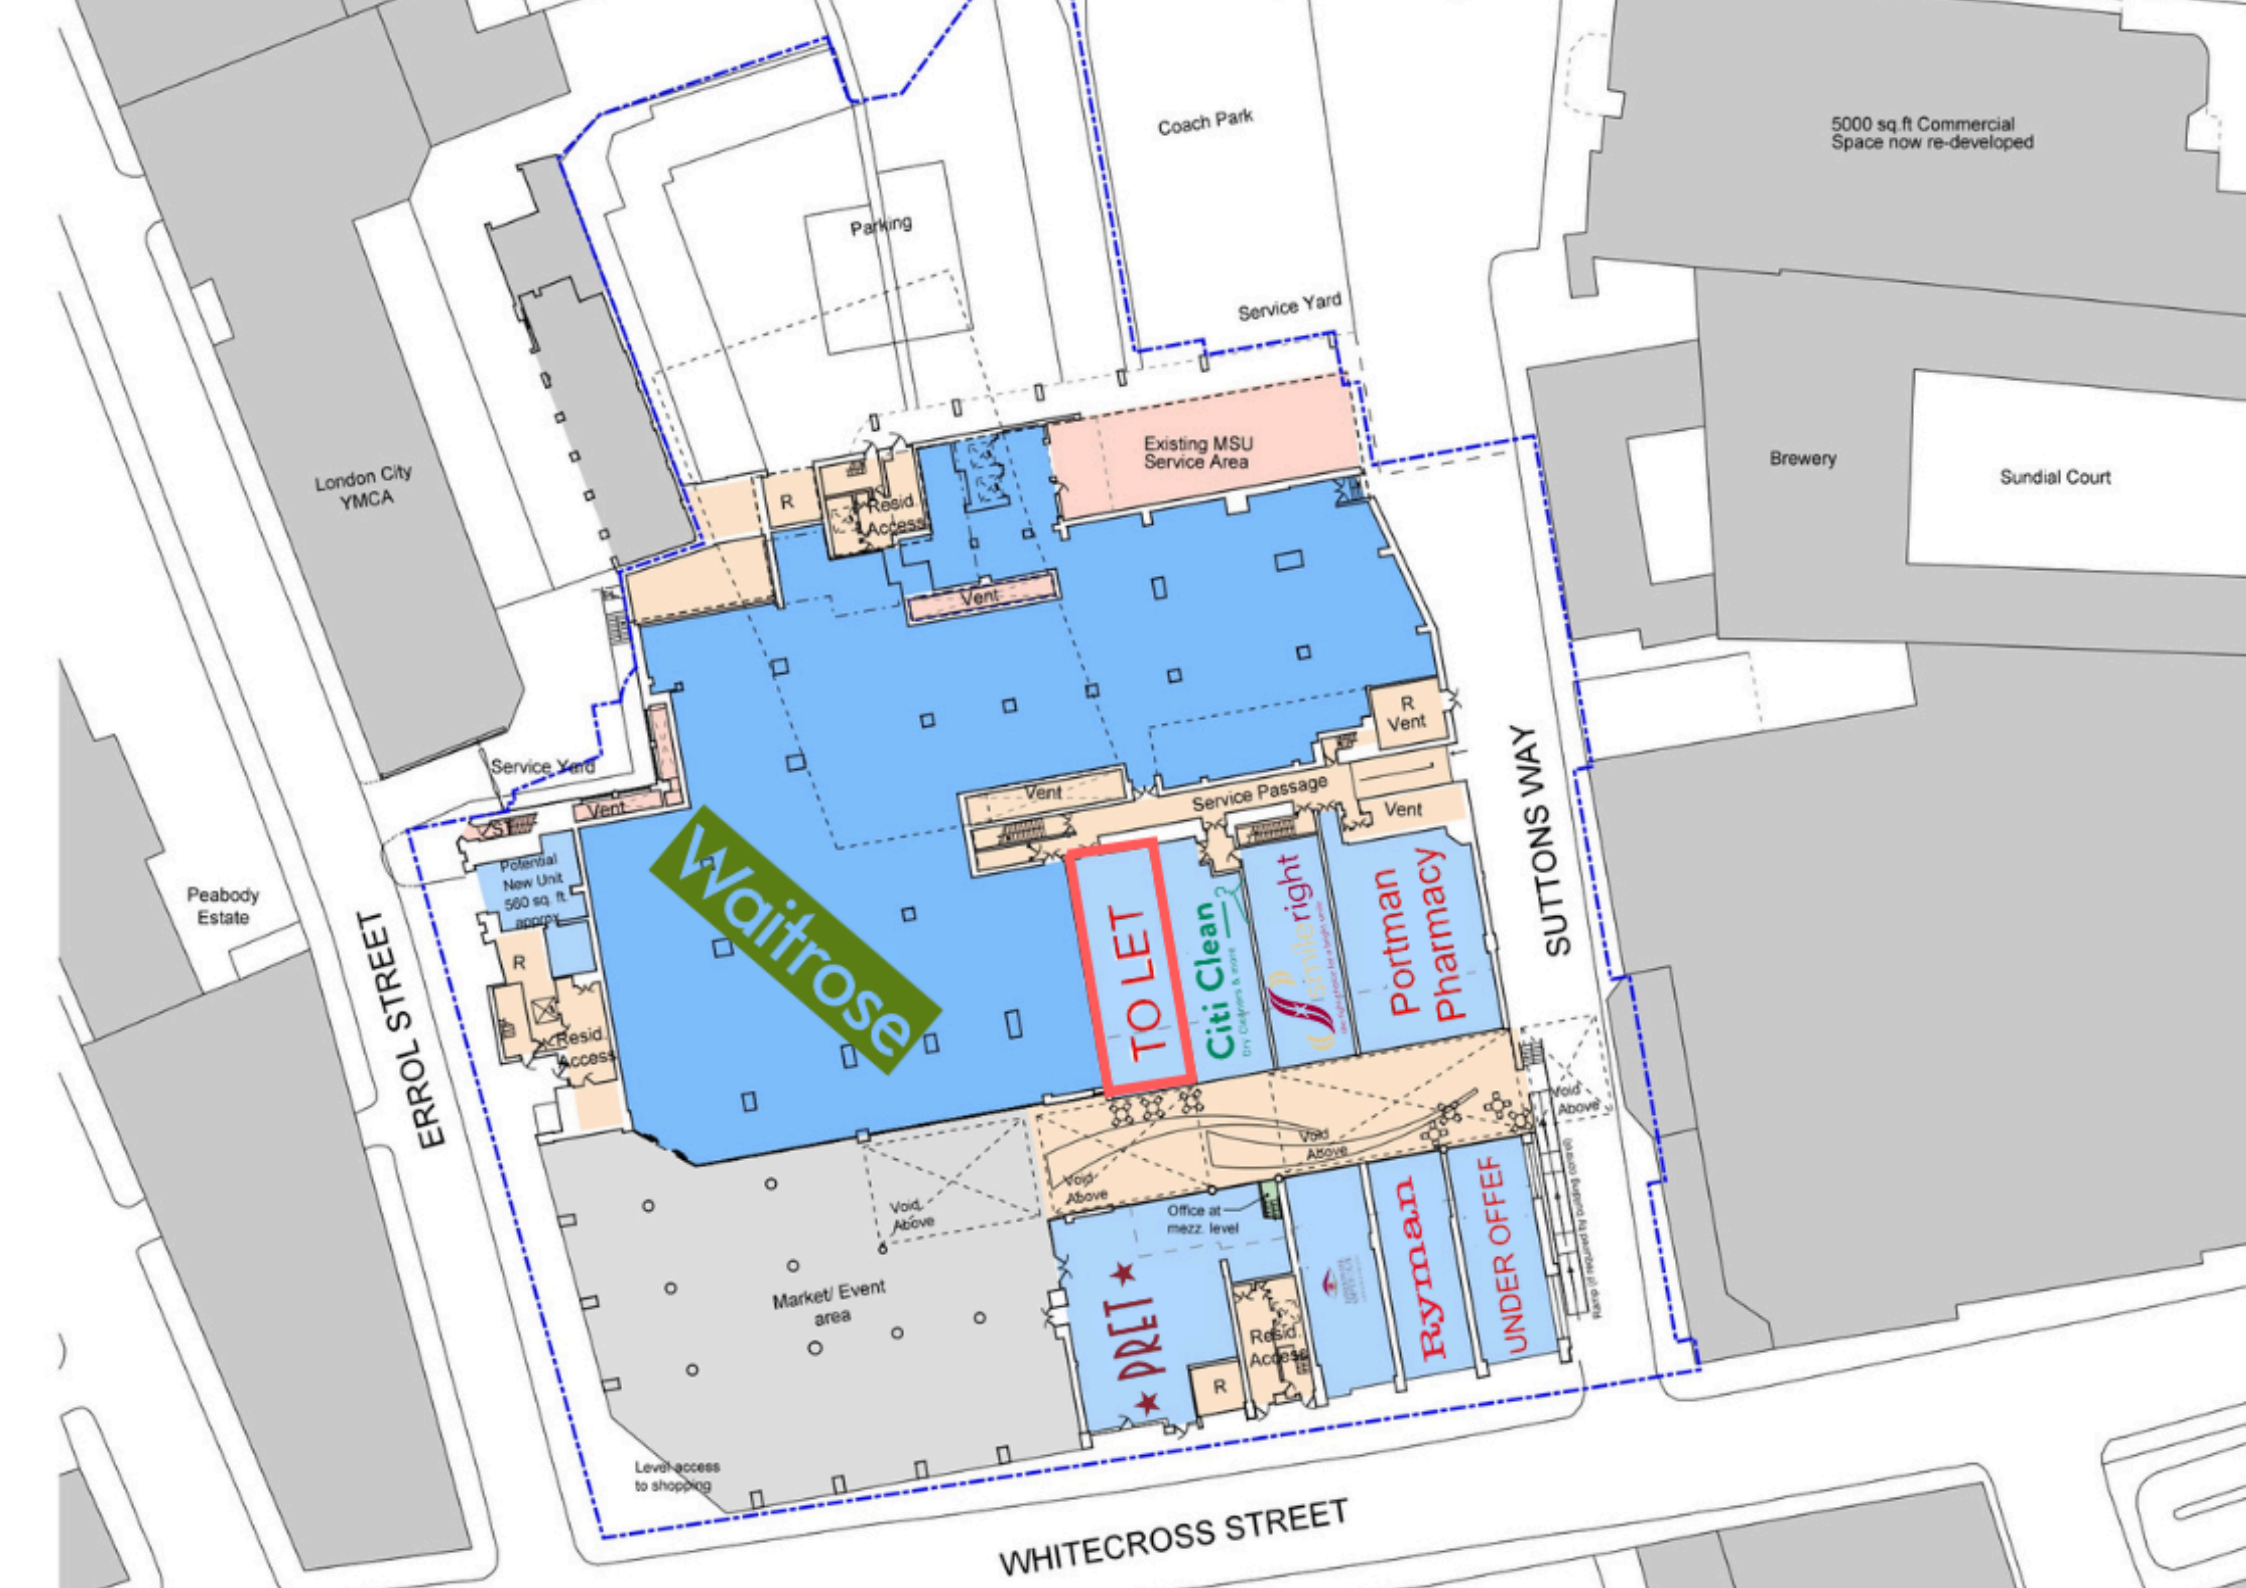 Coach Park
5000 sq.ft Commercial
Space now re-developed
Parking
Service Yard
Existing MSU
Service Area
London City
YMCA
Brewery
Sundial Court
R
Resid.
Access
Vent
R
Vent
Service Yard
Vent
Vent
Service Passage
Vent
SUTTONS WAY
Potential
New Unit
560 sq. ft.
approx
Peabody
Estate
ERROL STREET
Waitrose
TO LET
Citi Clean
Dry Cleaners & more
smileright
Portman
Pharmacy
R
Resid.
Access
Void
Above
Void
Above
Void
Above
Void
Above
Office at
mezz. level
Market/ Event
area
PRET
Resid.
Access
R
Ryman
UNDER OFFER
Level access
to shopping
WHITECROSS STREET